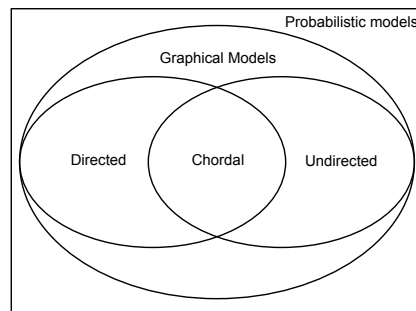 Probabilistic models
Graphical Models
Directed
Chordal
Undirected